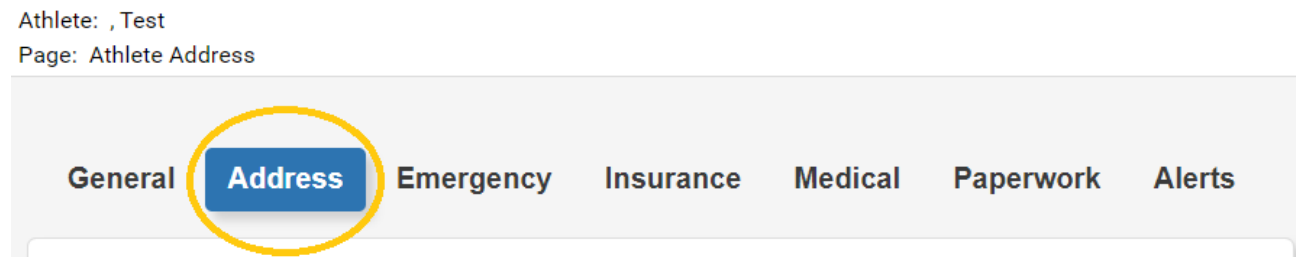 Athlete: , Test
Page: Athlete Address
General Address Emergency Insurance Medical Paperwork Alerts